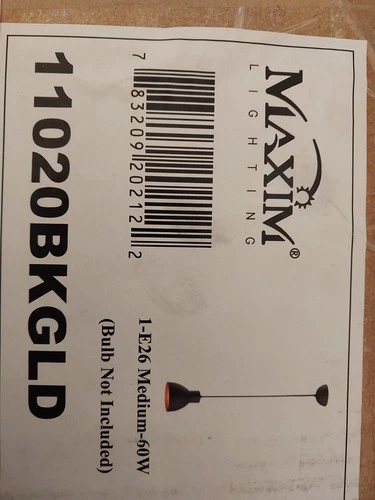 MAXIM®
LIGHTING
7 83209 20212 2
11020BKGLD
1-E26 Medium-60W
(Bulb Not Included)